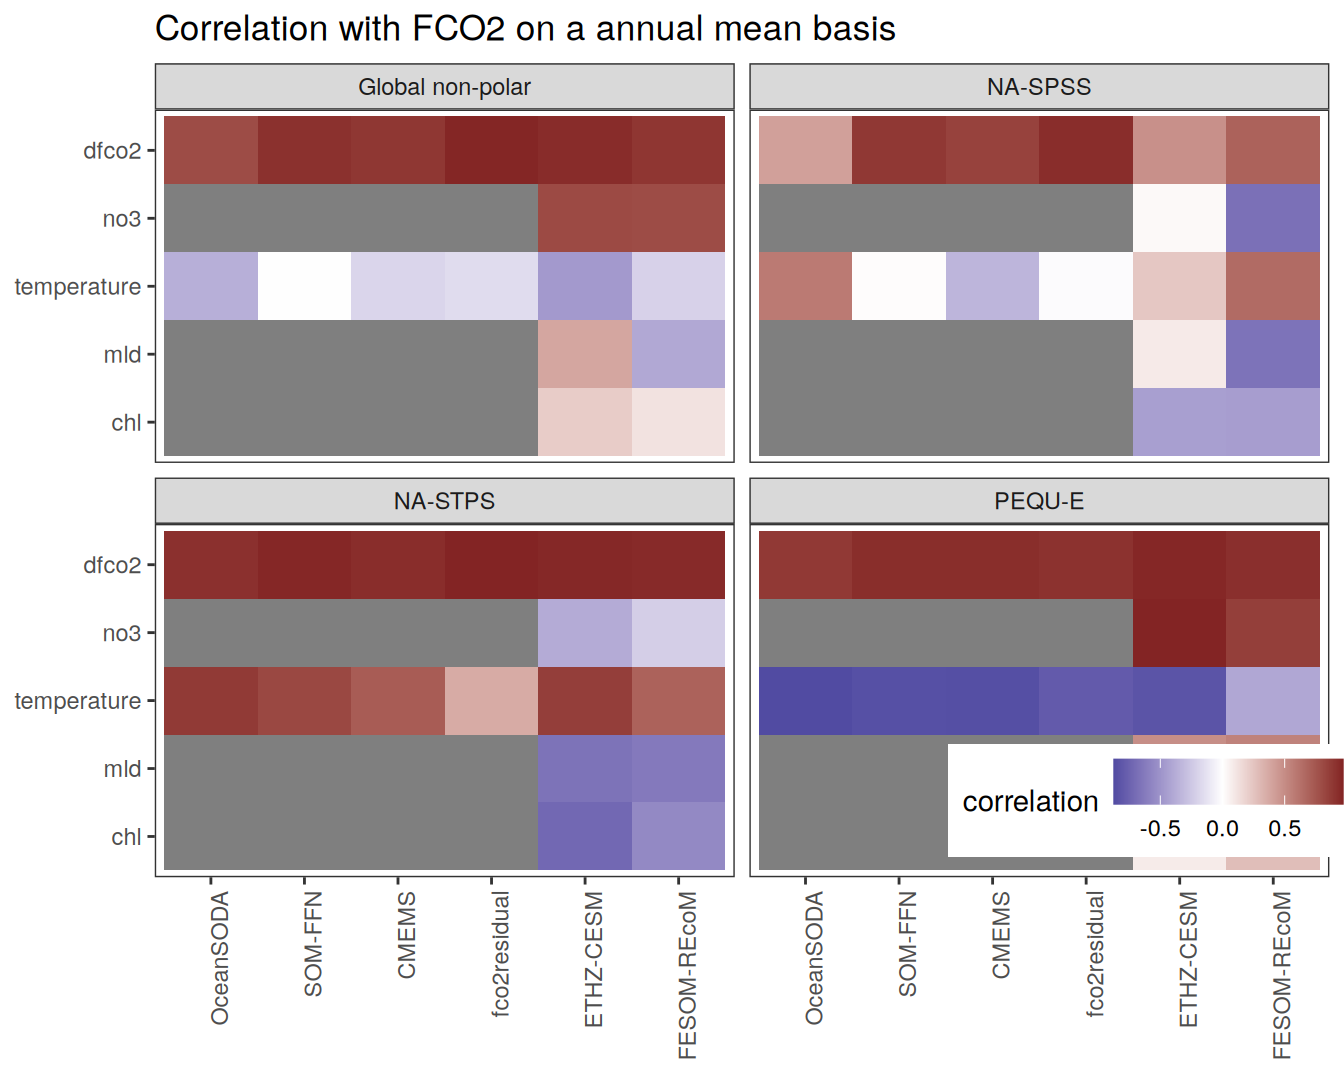 Correlation with FCO2 on a annual mean basis
Global non-polar
NA-SPSS
dfco2
no3
temperature
mld
chl
NA-STPS
PEQU-E
dfco2
no3
temperature
mld
chl
correlation
-0.5 0.0 0.5
OceanSODA
SOM-FFN
CMEMS
fco2residual
ETHZ-CESM
FESOM-REcoM
OceanSODA
SOM-FFN
CMEMS
fco2residual
ETHZ-CESM
FESOM-REcoM